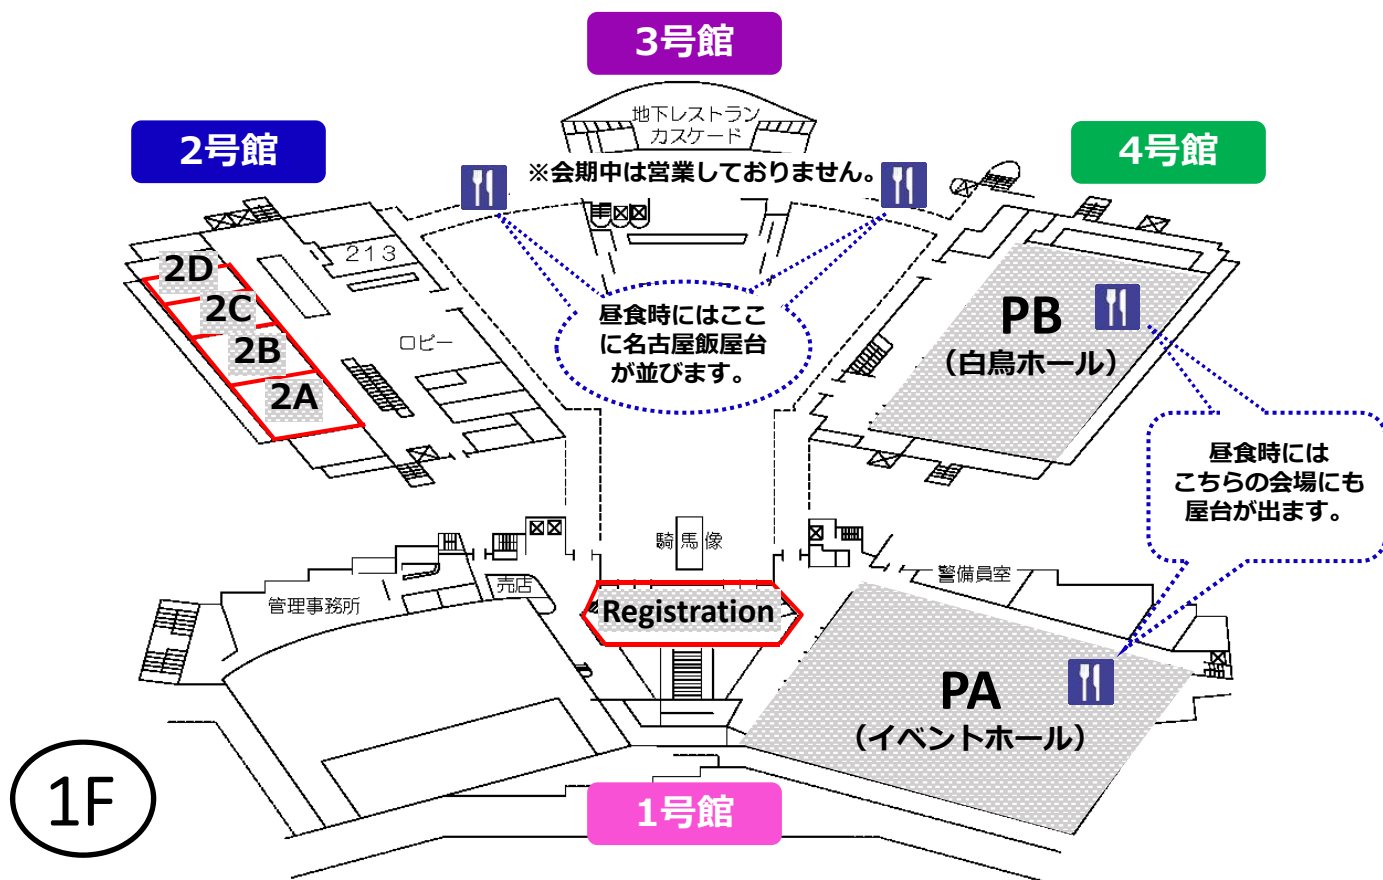 3号館
地下レストラン
カスケード
2号館
4号館
※会期中は営業しておりません。
213
2D
2C
2B
2A
ロビー
昼食時にはここ
に名古屋飯屋台
が並びます。
PB
（白鳥ホール）
昼食時には
こちらの会場にも
屋台が出ます。
騎馬像
売店
管理事務所
警備員室
Registration
PA
（イベントホール）
1F
1号館